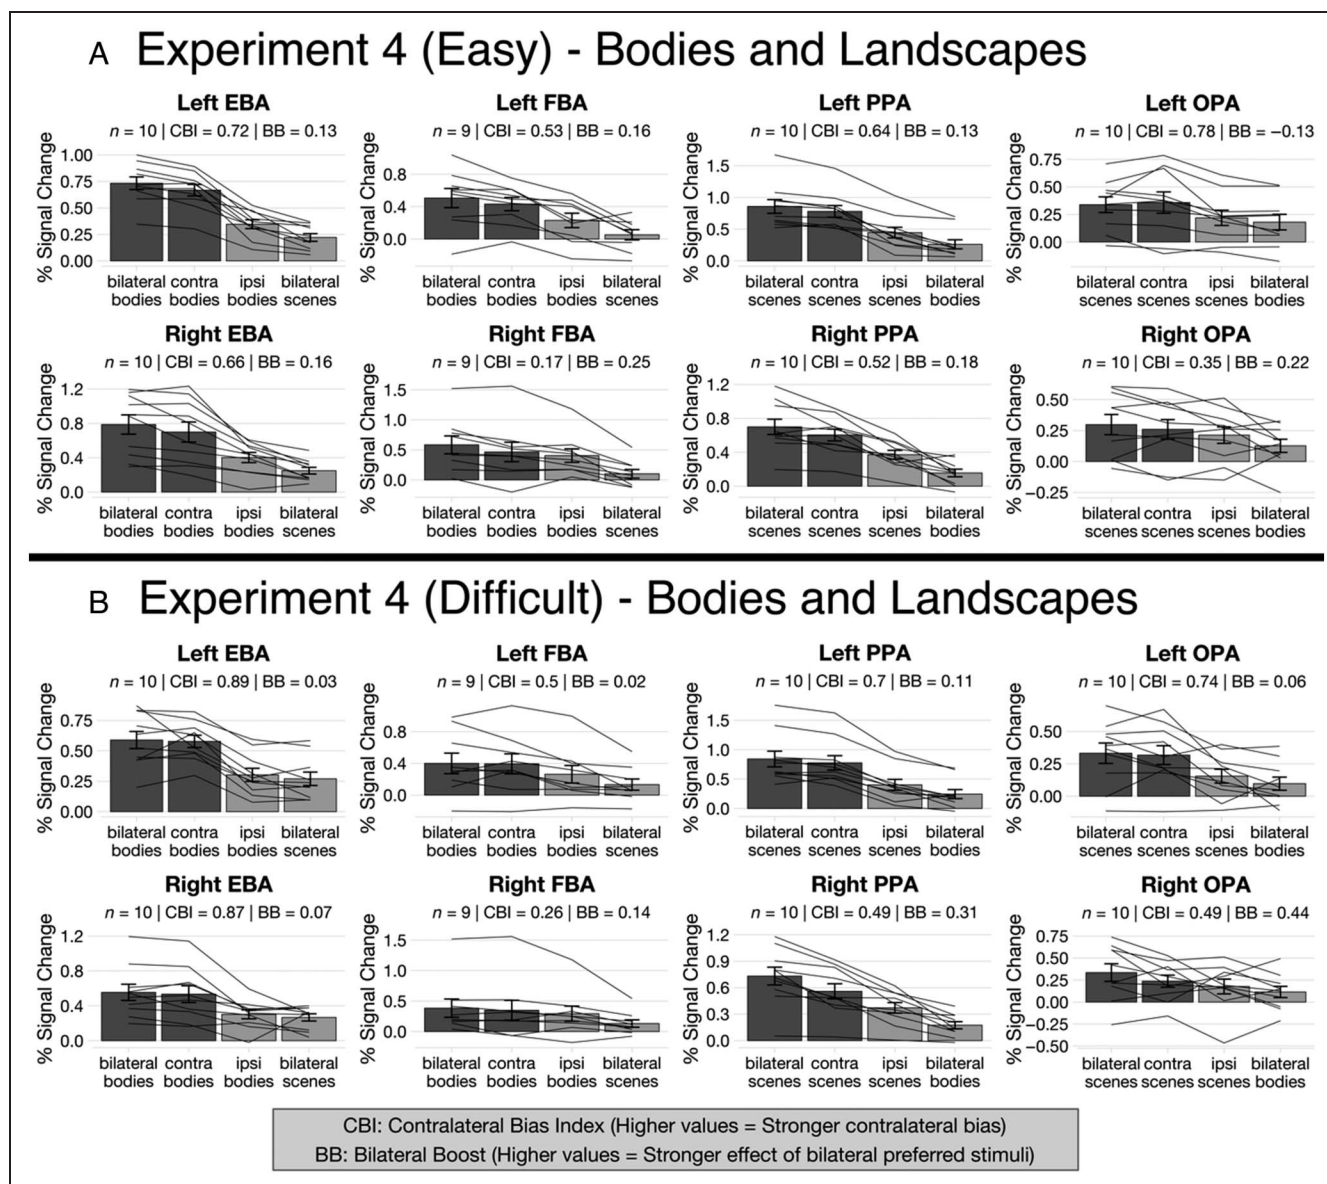 A Experiment 4 (Easy) - Bodies and Landscapes
Left EBA
n = 10 | CBI = 0.72 | BB = 0.13
% Signal Change
1.00
0.75
0.50
0.25
0.00
bilateral contra ipsi bilateral
bodies bodies bodies scenes
Left FBA
n = 9 | CBI = 0.53 | BB = 0.16
% Signal Change
0.8
0.4
0.0
bilateral contra ipsi bilateral
bodies bodies bodies scenes
Left PPA
n = 10 | CBI = 0.64 | BB = 0.13
% Signal Change
1.5
1.0
0.5
0.0
bilateral contra ipsi bilateral
scenes scenes scenes bodies
Left OPA
n = 10 | CBI = 0.78 | BB = −0.13
% Signal Change
0.75
0.50
0.25
0.00
bilateral contra ipsi bilateral
scenes scenes scenes bodies
Right EBA
n = 10 | CBI = 0.66 | BB = 0.16
% Signal Change
1.2
0.8
0.4
0.0
bilateral contra ipsi bilateral
bodies bodies bodies scenes
Right FBA
n = 9 | CBI = 0.17 | BB = 0.25
% Signal Change
1.5
1.0
0.5
0.0
bilateral contra ipsi bilateral
bodies bodies bodies scenes
Right PPA
n = 10 | CBI = 0.52 | BB = 0.18
% Signal Change
1.2
0.8
0.4
0.0
bilateral contra ipsi bilateral
scenes scenes scenes bodies
Right OPA
n = 10 | CBI = 0.35 | BB = 0.22
% Signal Change
0.50
0.25
0.00
−0.25
bilateral contra ipsi bilateral
scenes scenes scenes bodies
B Experiment 4 (Difficult) - Bodies and Landscapes
Left EBA
n = 10 | CBI = 0.89 | BB = 0.03
% Signal Change
0.75
0.50
0.25
0.00
bilateral contra ipsi bilateral
bodies bodies bodies scenes
Left FBA
n = 9 | CBI = 0.5 | BB = 0.02
% Signal Change
0.8
0.4
0.0
bilateral contra ipsi bilateral
bodies bodies bodies scenes
Left PPA
n = 10 | CBI = 0.7 | BB = 0.11
% Signal Change
1.5
1.0
0.5
0.0
bilateral contra ipsi bilateral
scenes scenes scenes bodies
Left OPA
n = 10 | CBI = 0.74 | BB = 0.06
% Signal Change
0.50
0.25
0.00
bilateral contra ipsi bilateral
scenes scenes scenes bodies
Right EBA
n = 10 | CBI = 0.87 | BB = 0.07
% Signal Change
1.2
0.8
0.4
0.0
bilateral contra ipsi bilateral
bodies bodies bodies scenes
Right FBA
n = 9 | CBI = 0.26 | BB = 0.14
% Signal Change
1.5
1.0
0.5
0.0
bilateral contra ipsi bilateral
bodies bodies bodies scenes
Right PPA
n = 10 | CBI = 0.49 | BB = 0.31
% Signal Change
1.2
0.9
0.6
0.3
0.0
bilateral contra ipsi bilateral
scenes scenes scenes bodies
Right OPA
n = 10 | CBI = 0.49 | BB = 0.44
% Signal Change
0.75
0.50
0.25
0.00
−0.25
−0.50
bilateral contra ipsi bilateral
scenes scenes scenes bodies
CBI: Contralateral Bias Index (Higher values = Stronger contralateral bias)
BB: Bilateral Boost (Higher values = Stronger effect of bilateral preferred stimuli)